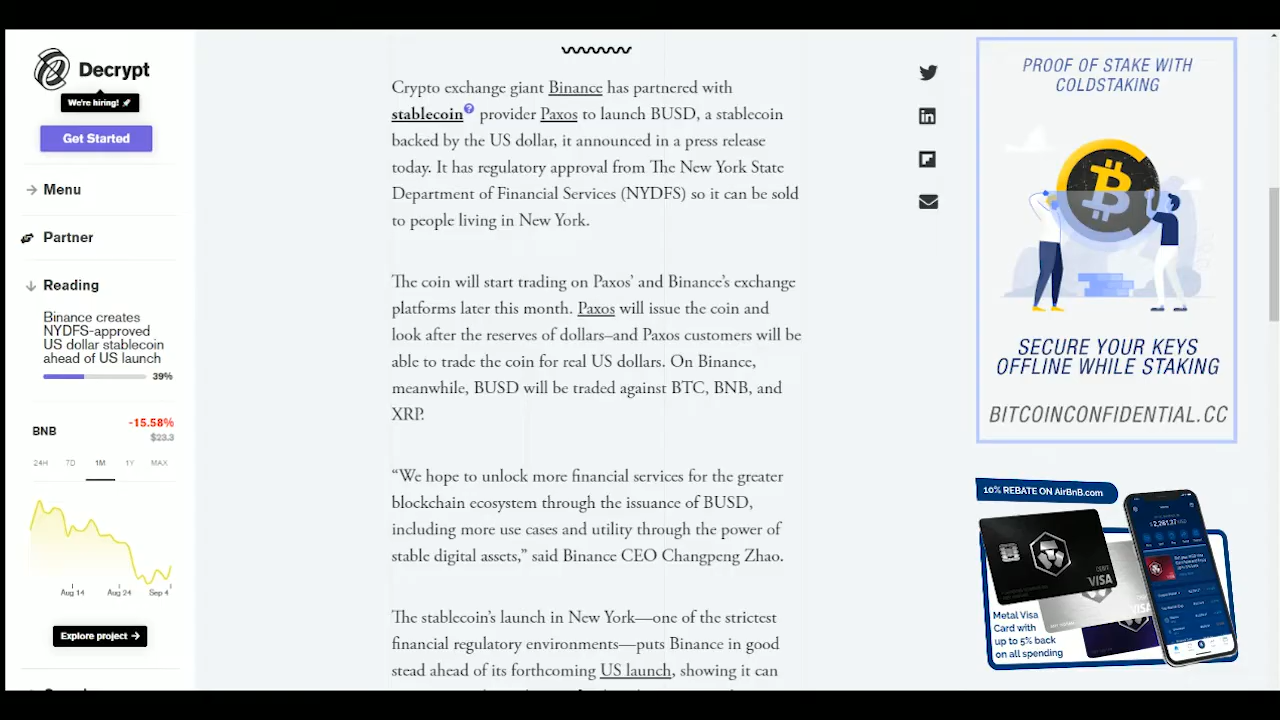 Decrypt
We're hiring!
Get Started
Menu
Partner
Reading
Binance creates
NYDFS-approved
US dollar stablecoin
ahead of US launch
39%
BNB
-15.58%
$23.3
24H 7D 1M 1Y MAX
Aug 14 Aug 24 Sep 4
Explore project →
Crypto exchange giant Binance has partnered with
stablecoin? provider Paxos to launch BUSD, a stablecoin
backed by the US dollar, it announced in a press release
today. It has regulatory approval from The New York State
Department of Financial Services (NYDFS) so it can be sold
to people living in New York.
The coin will start trading on Paxos' and Binance's exchange
platforms later this month. Paxos will issue the coin and
look after the reserves of dollars–and Paxos customers will be
able to trade the coin for real US dollars. On Binance,
meanwhile, BUSD will be traded against BTC, BNB, and
XRP.
“We hope to unlock more financial services for the greater
blockchain ecosystem through the issuance of BUSD,
including more use cases and utility through the power of
stable digital assets,” said Binance CEO Changpeng Zhao.
The stablecoin's launch in New York—one of the strictest
financial regulatory environments—puts Binance in good
stead ahead of its forthcoming US launch, showing it can
PROOF OF STAKE WITH
COLDSTAKING
SECURE YOUR KEYS
OFFLINE WHILE STAKING
BITCOINCONFIDENTIAL.CC
10% REBATE ON AirBnB.com
DEBIT
VISA
Metal Visa
Card with
up to 5% back
on all spending